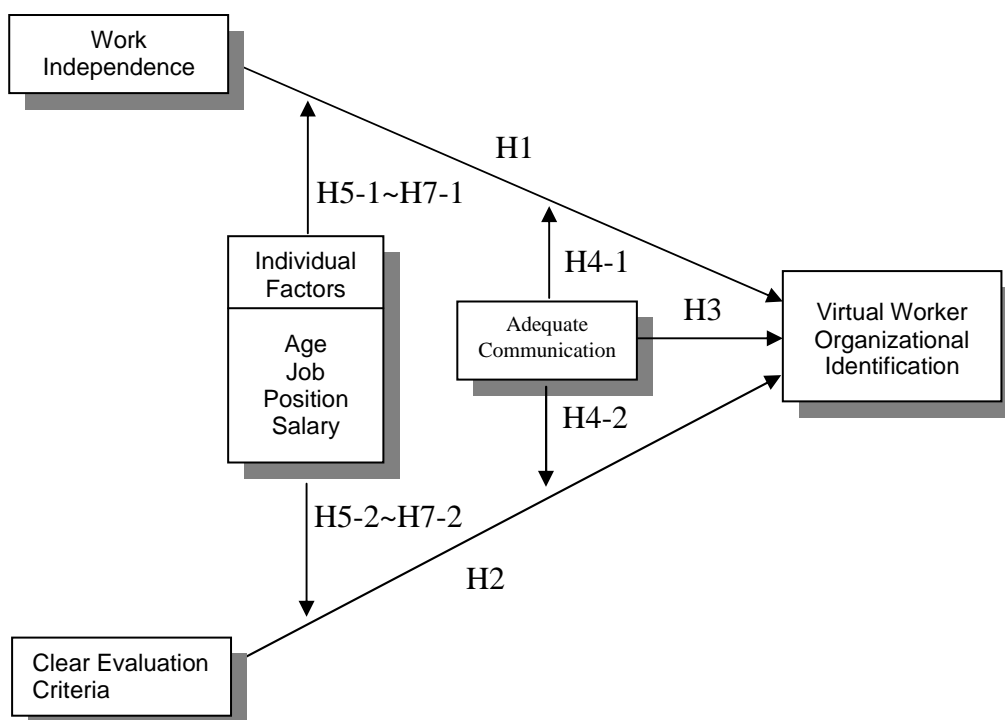 Work
Independence
H1
H5-1~H7-1
Individual
Factors
Age
Job
Position
Salary
H4-1
Adequate
Communication
H3
Virtual Worker
Organizational
Identification
H4-2
H5-2~H7-2
H2
Clear Evaluation
Criteria